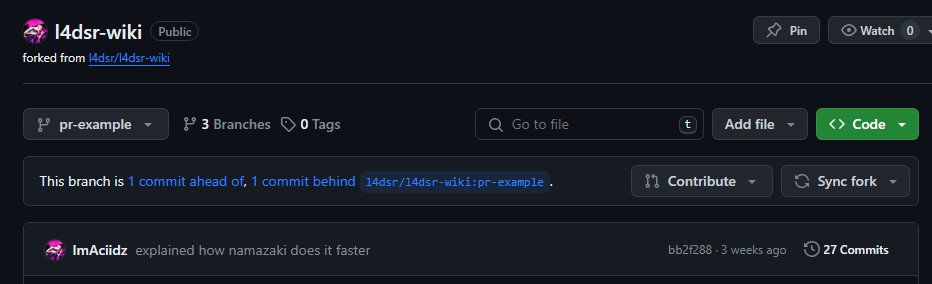 l4dsr-wiki Public Pin Watch 0
forked from l4dsr/l4dsr-wiki
pr-example 3 Branches 0 Tags Go to file t Add file Code
This branch is 1 commit ahead of, 1 commit behind l4dsr/l4dsr-wiki:pr-example. Contribute Sync fork
ImAciidz explained how namazaki does it faster bb2f288 · 3 weeks ago 27 Commits